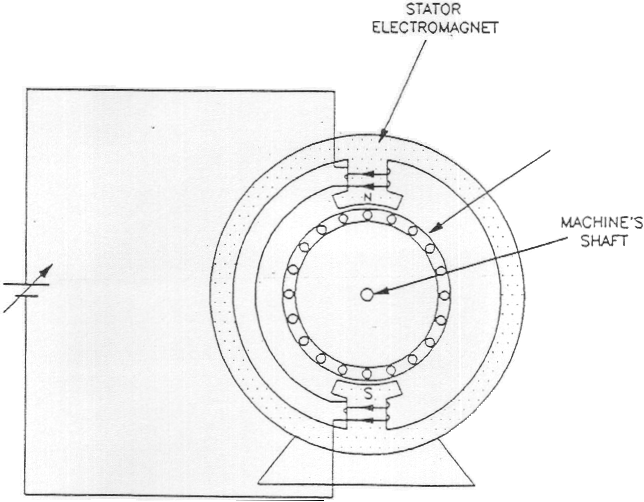 STATOR
ELECTROMAGNET
N
MACHINE'S
SHAFT
S